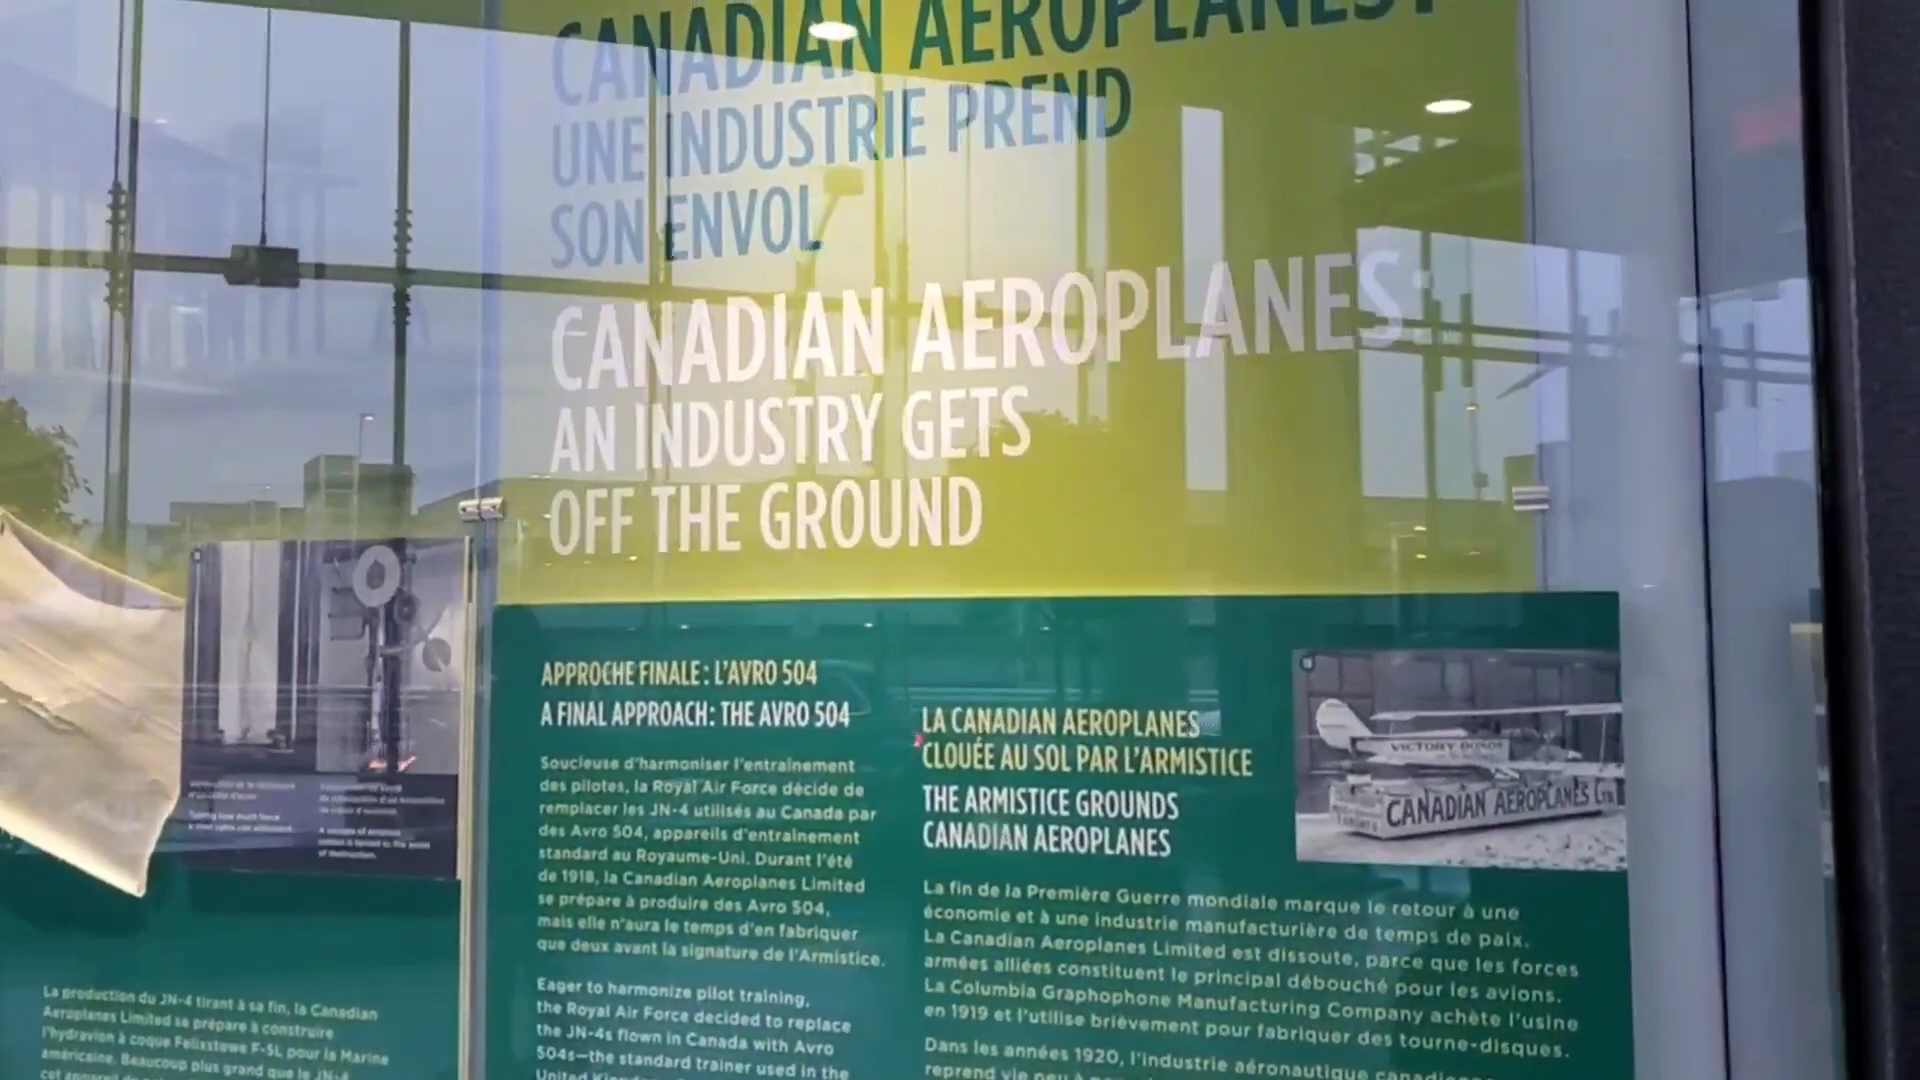 CANADIAN AEROPLANES :
UNE INDUSTRIE PREND
SON ENVOL
CANADIAN AEROPLANES:
AN INDUSTRY GETS
OFF THE GROUND
La production du JN-4 tirant à sa fin, la Canadian
Aeroplanes Limited se prépare à construire
l'hydravion à coque Felixstowe F-5L pour la Marine
américaine. Beaucoup plus grand que le JN-4
cet appareil
APPROCHE FINALE : L'AVRO 504
A FINAL APPROACH: THE AVRO 504
Soucieuse d'harmoniser l'entraînement
des pilotes, la Royal Air Force décide de
remplacer les JN-4 utilisés au Canada par
des Avro 504, appareils d'entraînement
standard au Royaume-Uni. Durant l'été
de 1918, la Canadian Aeroplanes Limited
se prépare à produire des Avro 504,
mais elle n'aura le temps d'en fabriquer
que deux avant la signature de l'Armistice.
Eager to harmonize pilot training,
the Royal Air Force decided to replace
the JN-4s flown in Canada with Avro
504s—the standard trainer used in the
United
LA CANADIAN AEROPLANES
CLOUÉE AU SOL PAR L'ARMISTICE
THE ARMISTICE GROUNDS
CANADIAN AEROPLANES
VICTORY BONDS
CANADIAN AEROPLANES LTD
La fin de la Première Guerre mondiale marque le retour à une
économie et à une industrie manufacturière de temps de paix.
La Canadian Aeroplanes Limited est dissoute, parce que les forces
armées alliées constituent le principal débouché pour les avions.
La Columbia Graphophone Manufacturing Company achète l'usine
en 1919 et l'utilise brièvement pour fabriquer des tourne-disques.
Dans les années 1920, l'industrie aéronautique
reprend vie peu à